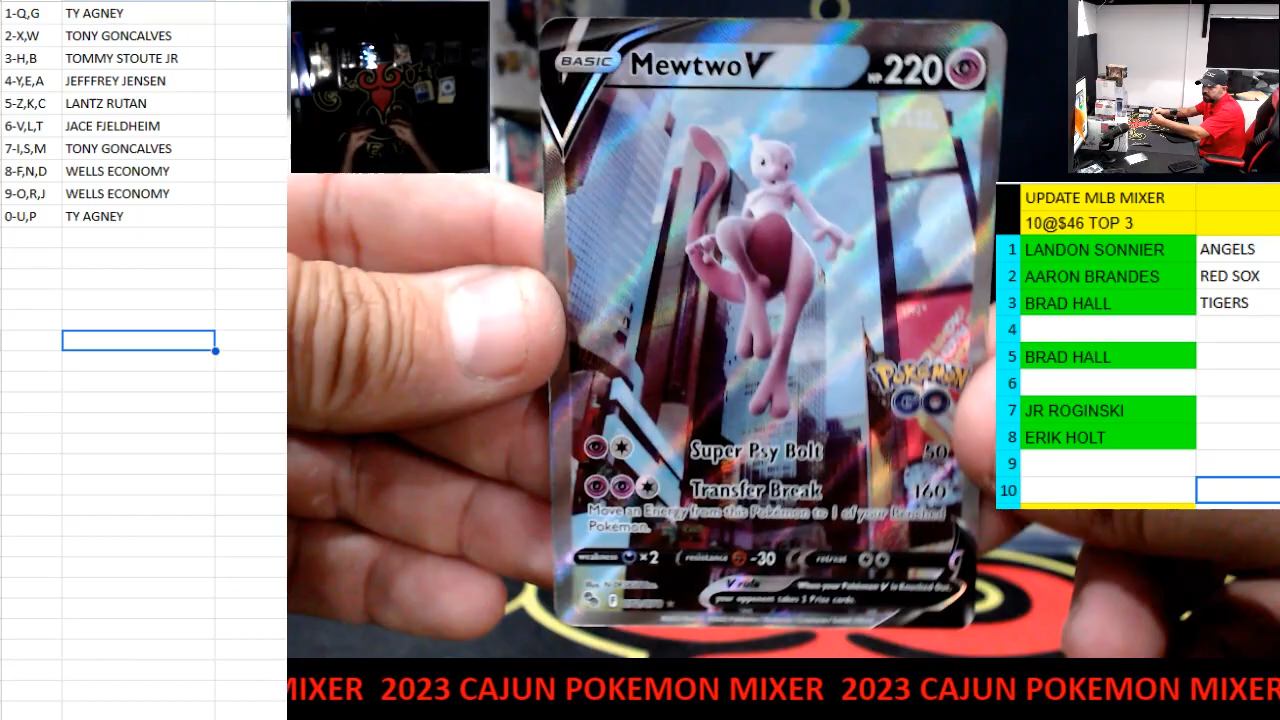 1-Q,G TY AGNEY
2-X,W TONY GONCALVES
3-H,B TOMMY STOUTE JR
4-Y,E,A JEFFFREY JENSEN
5-Z,K,C LANTZ RUTAN
6-V,L,T JACE FJELDHEIM
7-I,S,M TONY GONCALVES
8-F,N,D WELLS ECONOMY
9-O,R,J WELLS ECONOMY
0-U,P TY AGNEY
BASIC Mewtwo V HP 220
POKÉMON
GO
Super Psy Bolt 50
Transfer Break 160
Move an Energy from this Pokémon to 1 of your Benched
Pokémon.
weakness ×2 resistance -30 retreat
V rule When your Pokémon V is Knocked Out,
your opponent takes 2 Prize cards.
UPDATE MLB MIXER
10@$46 TOP 3
1 LANDON SONNIER ANGELS
2 AARON BRANDES RED SOX
3 BRAD HALL TIGERS
4
5 BRAD HALL
6
7 JR ROGINSKI
8 ERIK HOLT
9
10
MIXER 2023 CAJUN POKEMON MIXER 2023 CAJUN POKEMON MIXER